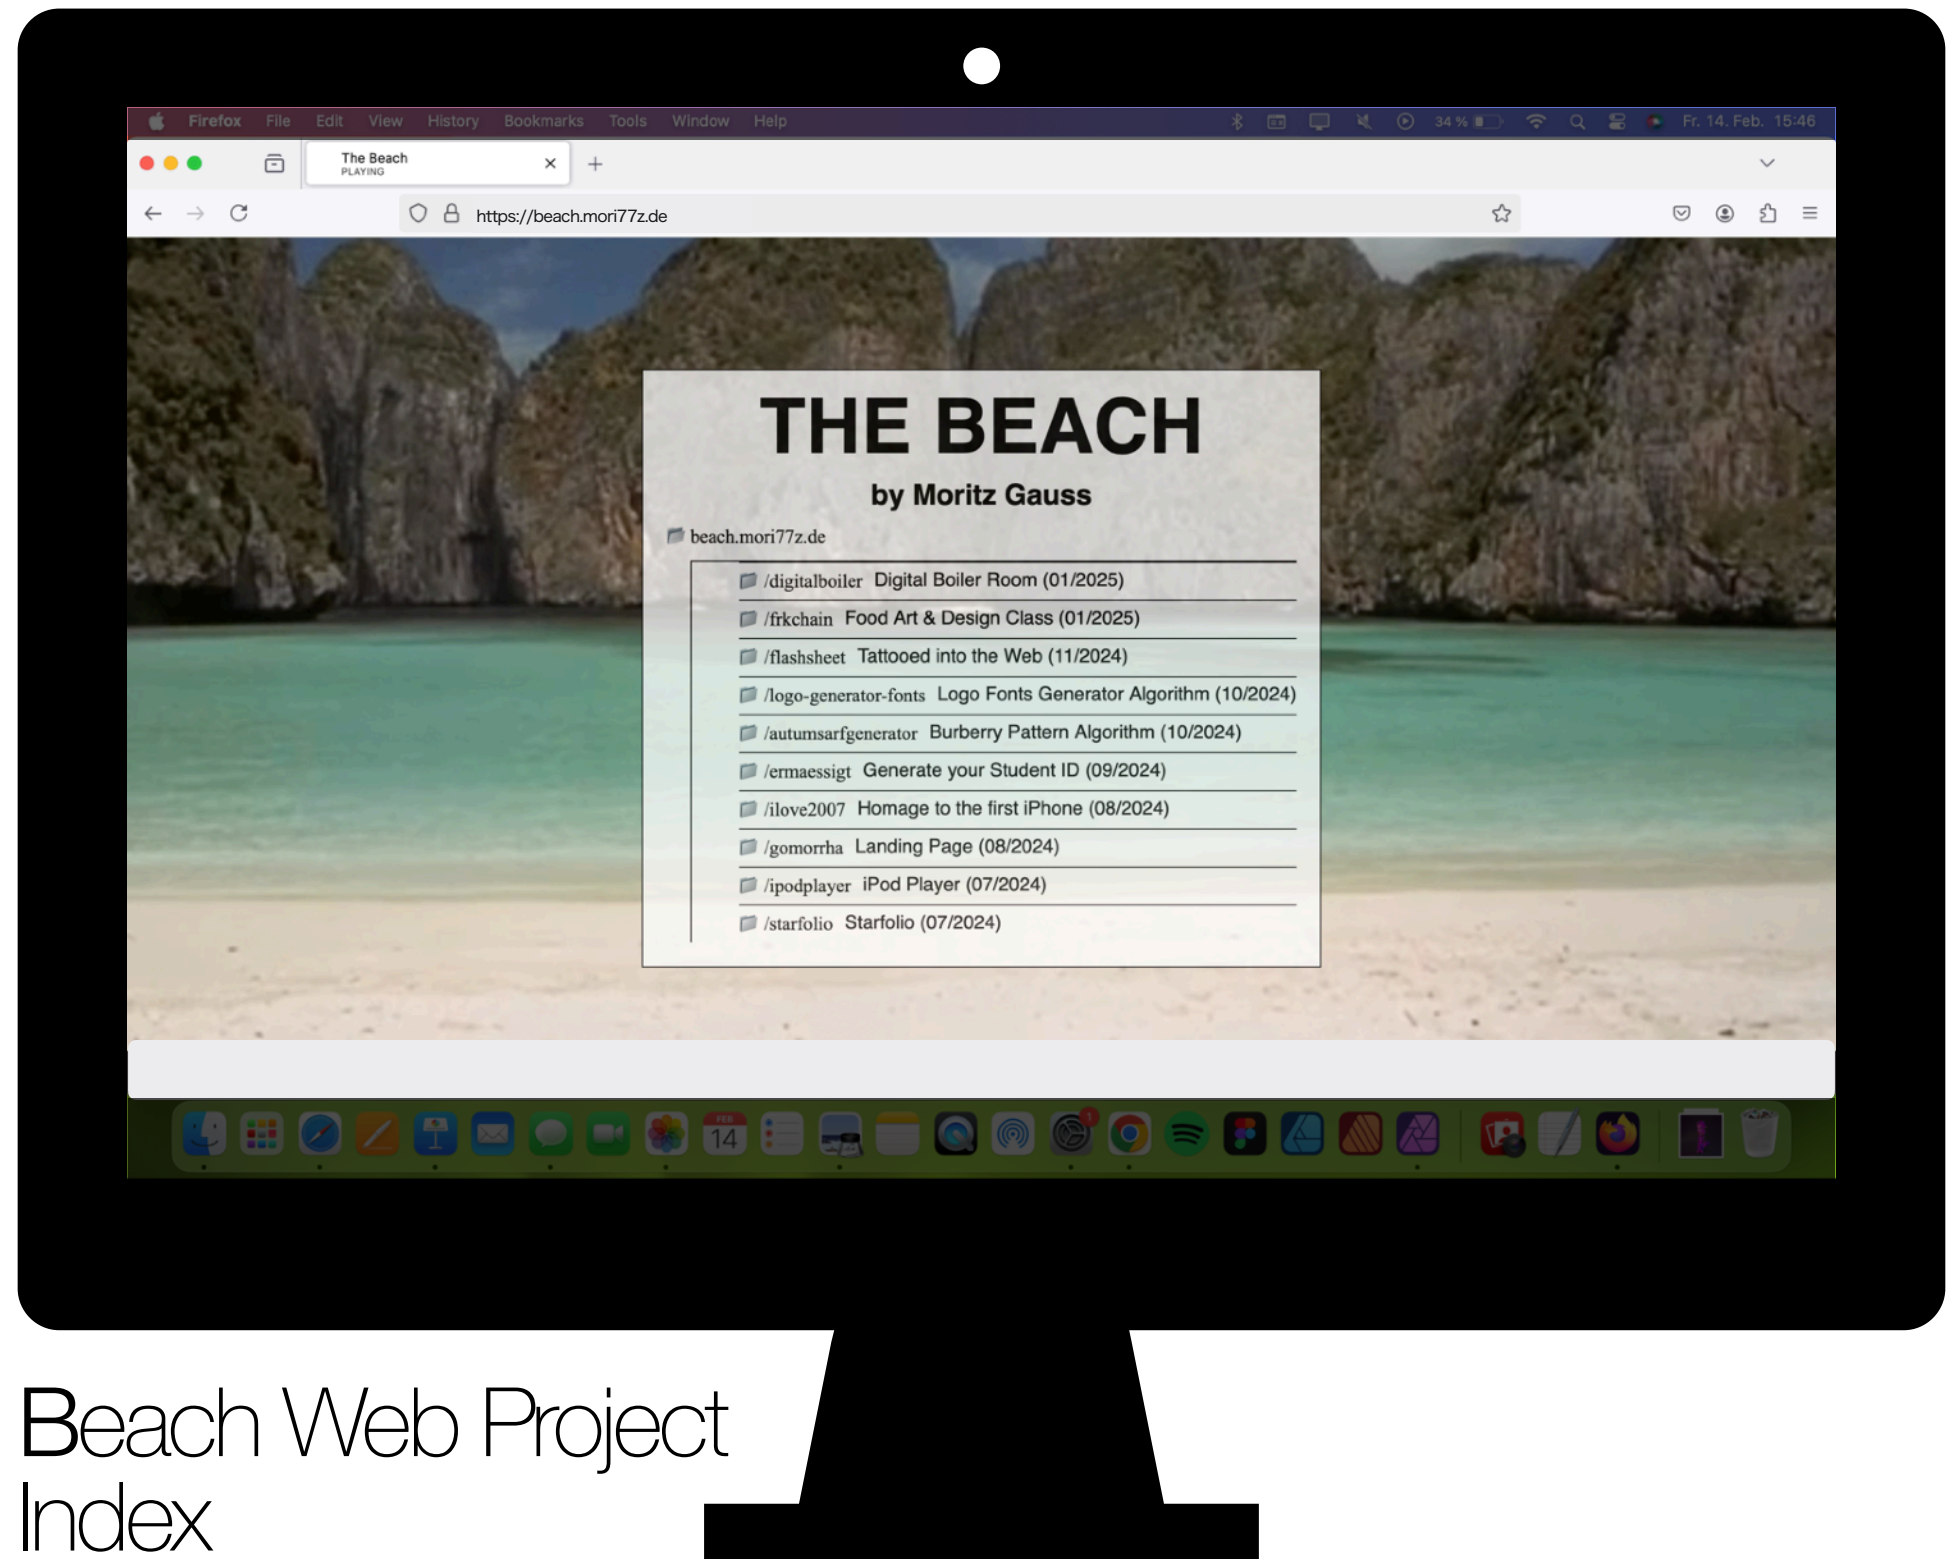 Firefox File Edit View History Bookmarks Tools Window Help 34 % Fr. 14. Feb. 15:46
The Beach
PLAYING
https://beach.mori77z.de
THE BEACH
by Moritz Gauss
beach.mori77z.de
/digitalboiler Digital Boiler Room (01/2025)
/frkchain Food Art & Design Class (01/2025)
/flashsheet Tattooed into the Web (11/2024)
/logo-generator-fonts Logo Fonts Generator Algorithm (10/2024)
/autumsarfgenerator Burberry Pattern Algorithm (10/2024)
/ermaessigt Generate your Student ID (09/2024)
/ilove2007 Homage to the first iPhone (08/2024)
/gomorrha Landing Page (08/2024)
/ipodplayer iPod Player (07/2024)
/starfolio Starfolio (07/2024)
FEB
14
1
Beach Web Project
Index